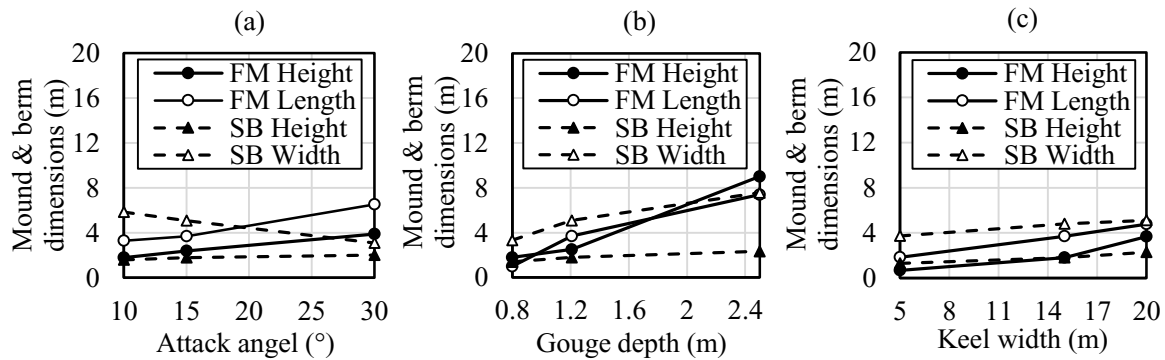 (a)
Mound & berm
dimensions (m)
20
16
12
8
4
0
FM Height
FM Length
SB Height
SB Width
10 15 20 25 30
Attack angel (°)
(b)
Mound & berm
dimensions (m)
20
16
12
8
4
0
FM Height
FM Length
SB Height
SB Width
0.8 1.2 1.6 2 2.4
Gouge depth (m)
(c)
Mound & berm
dimensions (m)
20
16
12
8
4
0
FM Height
FM Length
SB Height
SB Width
5 8 11 14 17 20
Keel width (m)